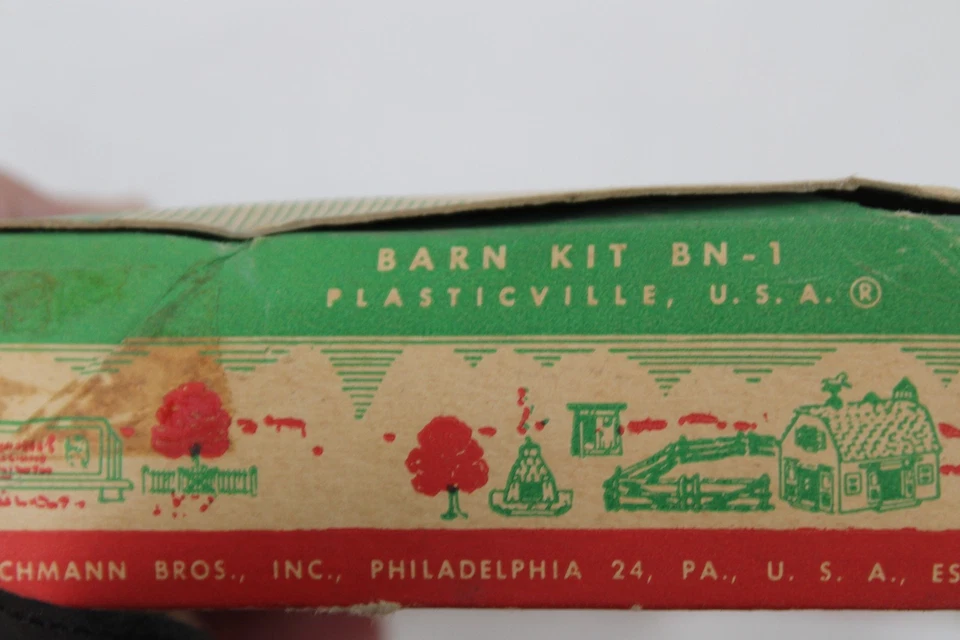 BARN KIT BN-1
PLASTICVILLE, U.S.A.®
CHMANN BROS., INC., PHILADELPHIA 24, PA., U. S. A., ES